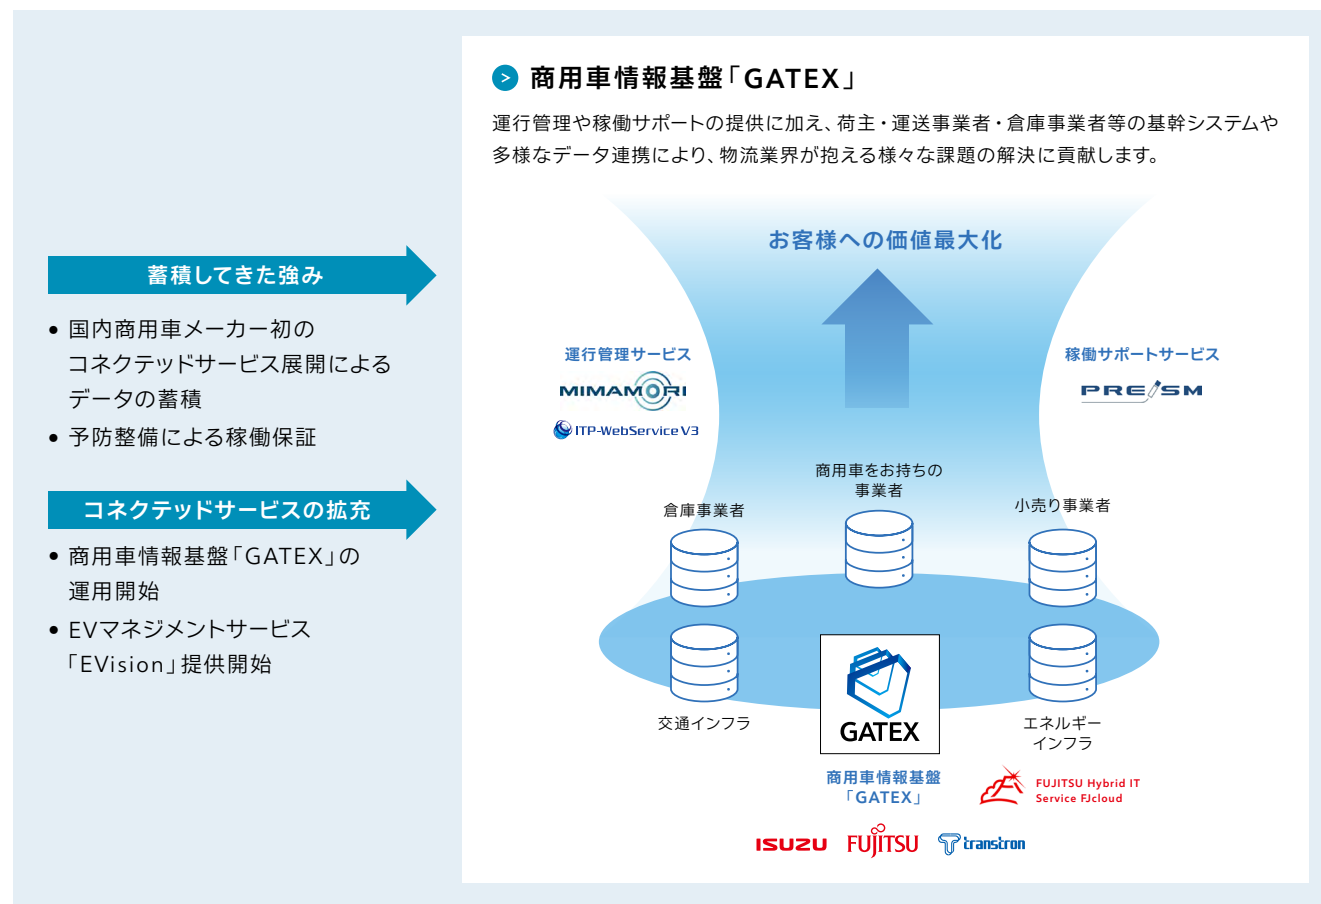 蓄積してきた強み
• 国内商用車メーカー初の
コネクテッドサービス展開による
データの蓄積
• 予防整備による稼働保証
コネクテッドサービスの拡充
• 商用車情報基盤「GATEX」の
運用開始
• EVマネジメントサービス
「EVision」提供開始
> 商用車情報基盤「GATEX」
運行管理や稼働サポートの提供に加え、荷主・運送事業者・倉庫事業者等の基幹システムや
多様なデータ連携により、物流業界が抱える様々な課題の解決に貢献します。
お客様への価値最大化
運行管理サービス
MIMAMORI
ITP-WebService V3
稼働サポートサービス
PREISM
商用車をお持ちの
事業者
倉庫事業者
小売り事業者
交通インフラ
GATEX
エネルギー
インフラ
商用車情報基盤
「GATEX」
FUJITSU Hybrid IT
Service FJcloud
ISUZU
FUJITSU
transtron